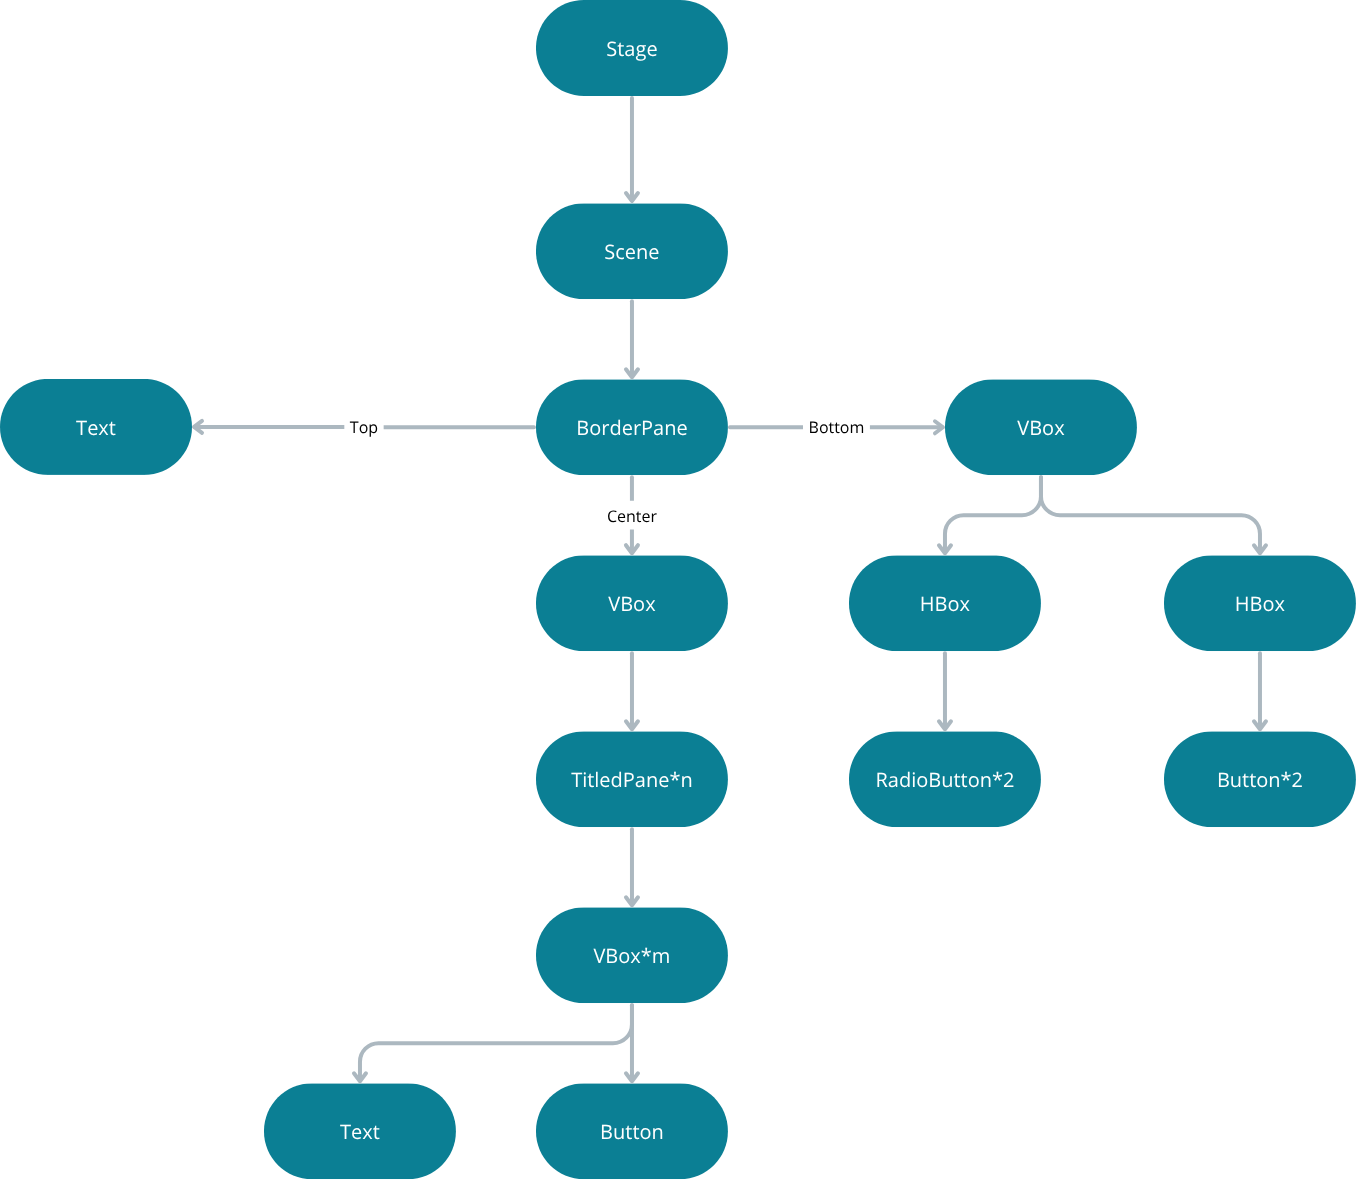 Stage
Scene
Text
Top
BorderPane
Bottom
VBox
Center
VBox
HBox
HBox
TitledPane*n
RadioButton*2
Button*2
VBox*m
Text
Button